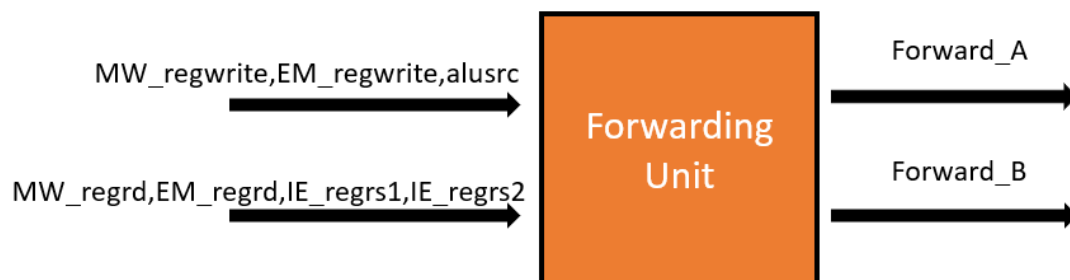 MW_regwrite,EM_regwrite,alusrc
MW_regrd,EM_regrd,IE_regrs1,IE_regrs2
Forwarding
Unit
Forward_A
Forward_B